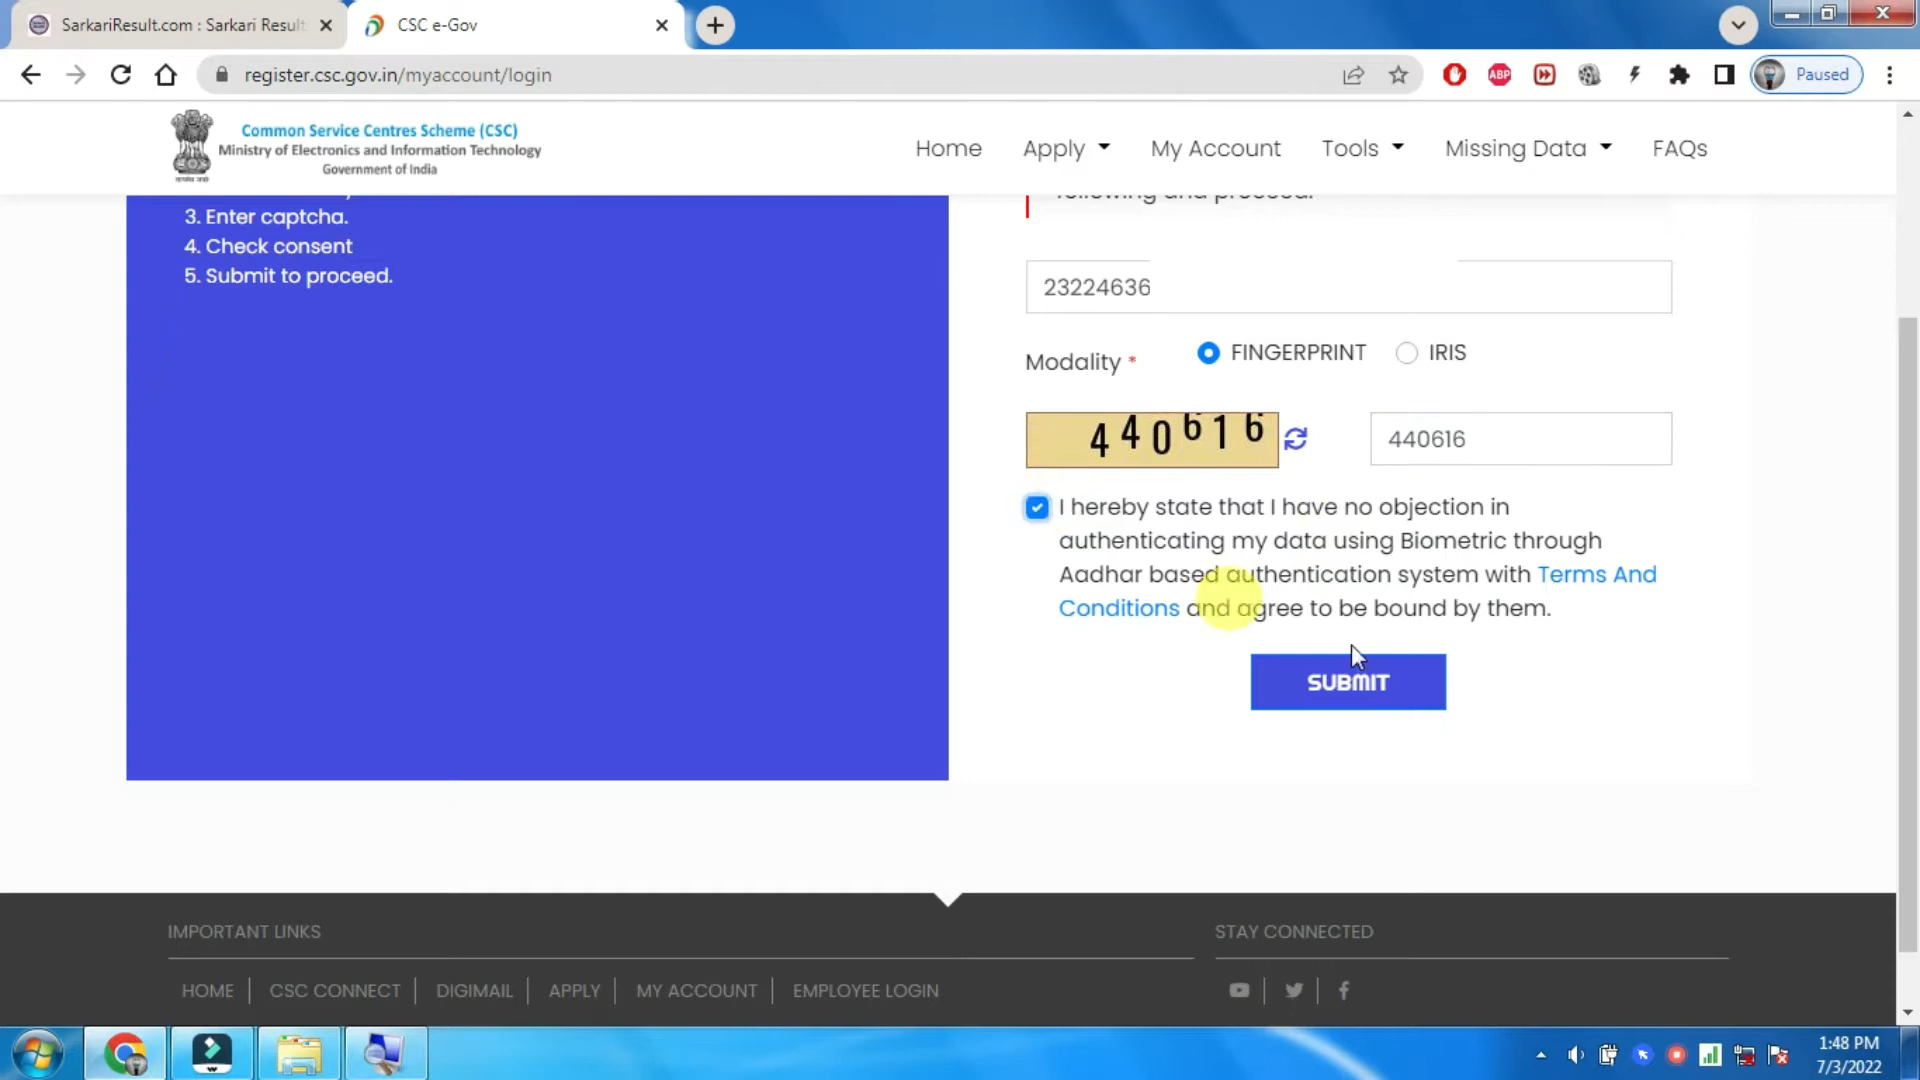 SarkariResult.com : Sarkari Result
CSC e-Gov
register.csc.gov.in/myaccount/login
ABP
Paused
Common Service Centres Scheme (CSC)
Ministry of Electronics and Information Technology
Government of India
Home
Apply
My Account
Tools
Missing Data
FAQs
3. Enter captcha.
4. Check consent
5. Submit to proceed.
following and proceed.
23224636
Modality *
FINGERPRINT
IRIS
440616
440616
I hereby state that I have no objection in
authenticating my data using Biometric through
Aadhar based authentication system with Terms And
Conditions and agree to be bound by them.
SUBMIT
IMPORTANT LINKS
STAY CONNECTED
HOME
CSC CONNECT
DIGIMAIL
APPLY
MY ACCOUNT
EMPLOYEE LOGIN
1:48 PM
7/3/2022